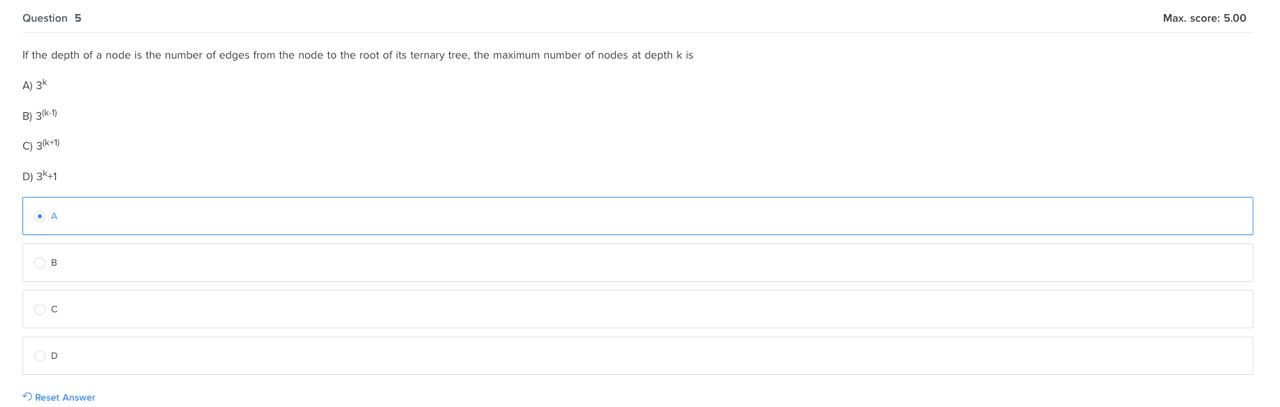 Question 5
Max. score: 5.00
If the depth of a node is the number of edges from the node to the root of its ternary tree, the maximum number of nodes at depth k is
A) 3^k
B) 3^(k-1)
C) 3^(k+1)
D) 3^k+1
A
B
C
D
Reset Answer